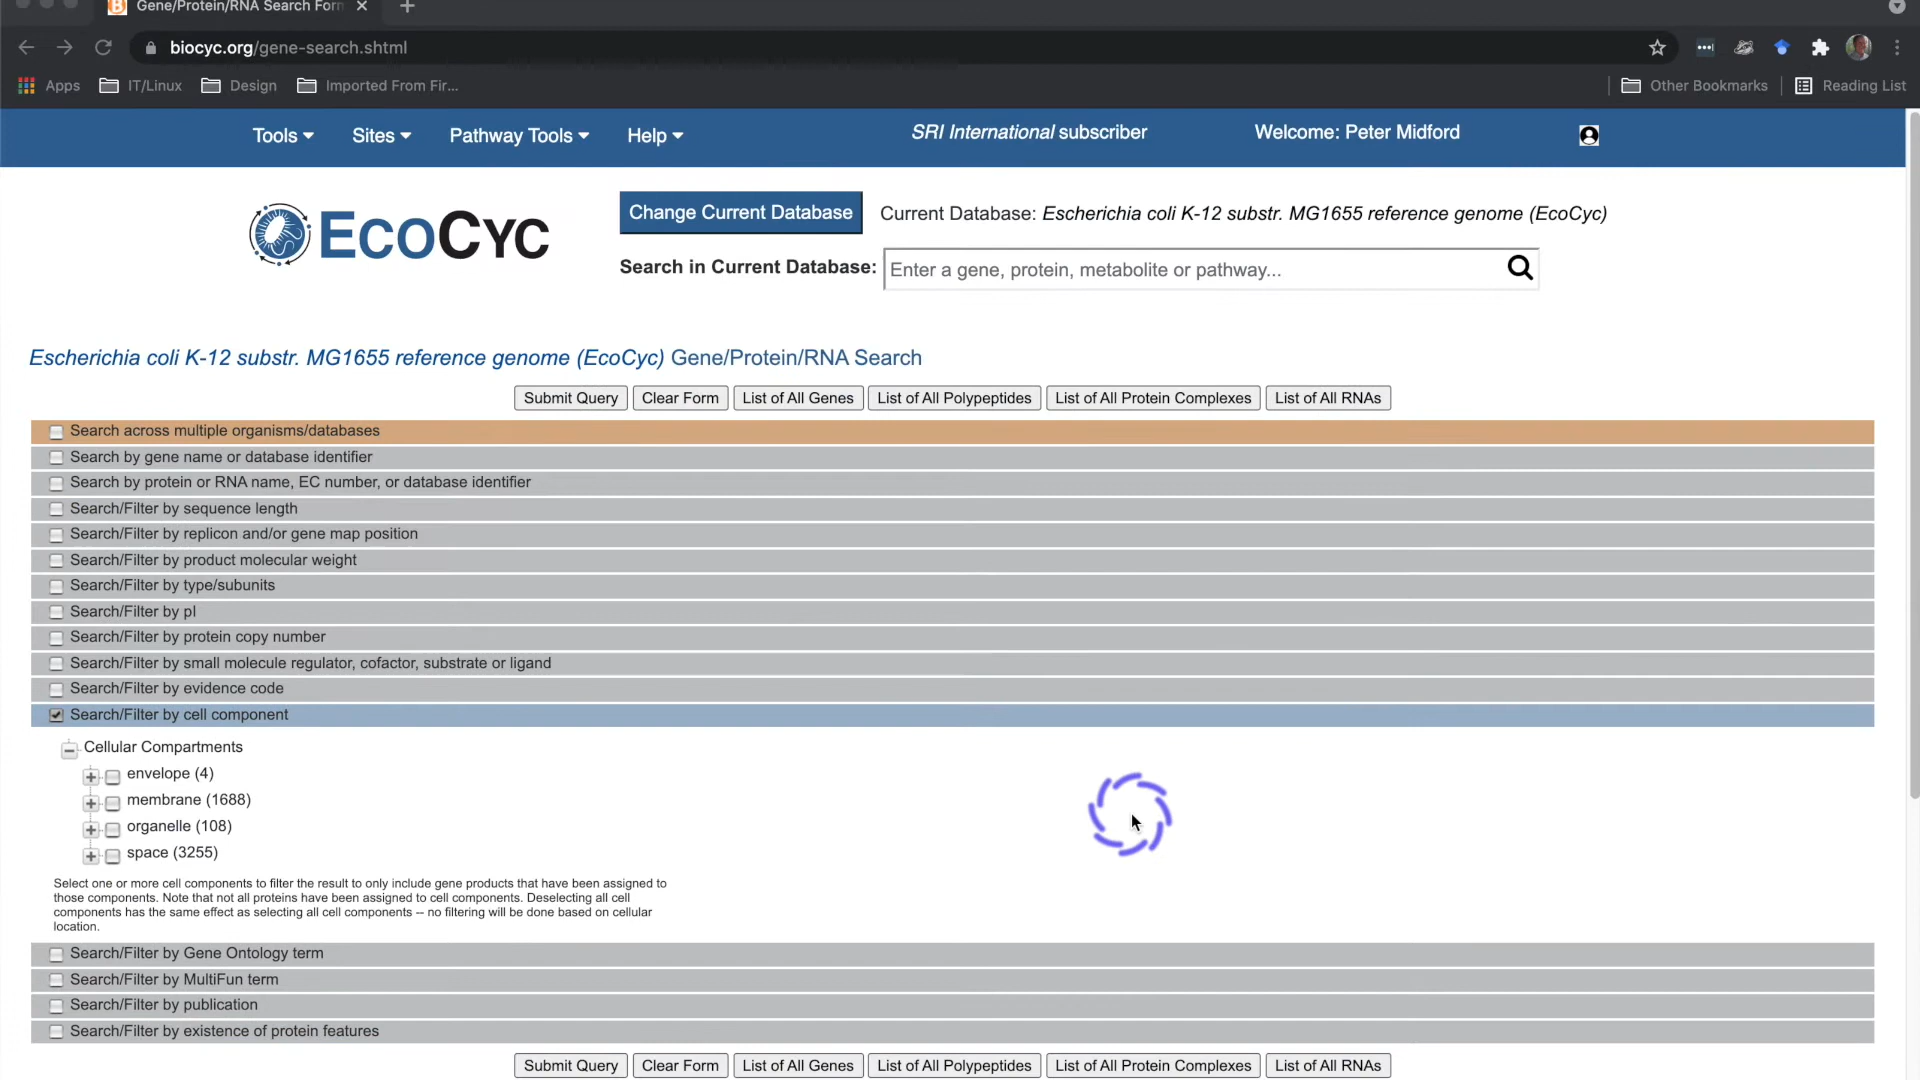 Gene/Protein/RNA Search Form
biocyc.org/gene-search.shtml
Apps
IT/Linux
Design
Imported From Fir...
Other Bookmarks
Reading List
Tools
Sites
Pathway Tools
Help
SRI International subscriber
Welcome: Peter Midford
EcoCyc
Change Current Database
Current Database: Escherichia coli K-12 substr. MG1655 reference genome (EcoCyc)
Search in Current Database:
Enter a gene, protein, metabolite or pathway...
Escherichia coli K-12 substr. MG1655 reference genome (EcoCyc) Gene/Protein/RNA Search
Submit Query
Clear Form
List of All Genes
List of All Polypeptides
List of All Protein Complexes
List of All RNAs
Search across multiple organisms/databases
Search by gene name or database identifier
Search by protein or RNA name, EC number, or database identifier
Search/Filter by sequence length
Search/Filter by replicon and/or gene map position
Search/Filter by product molecular weight
Search/Filter by type/subunits
Search/Filter by pI
Search/Filter by protein copy number
Search/Filter by small molecule regulator, cofactor, substrate or ligand
Search/Filter by evidence code
Search/Filter by cell component
Cellular Compartments
envelope (4)
membrane (1688)
organelle (108)
space (3255)
Select one or more cell components to filter the result to only include gene products that have been assigned to
those components. Note that not all proteins have been assigned to cell components. Deselecting all cell
components has the same effect as selecting all cell components -- no filtering will be done based on cellular
location.
Search/Filter by Gene Ontology term
Search/Filter by MultiFun term
Search/Filter by publication
Search/Filter by existence of protein features
Submit Query
Clear Form
List of All Genes
List of All Polypeptides
List of All Protein Complexes
List of All RNAs